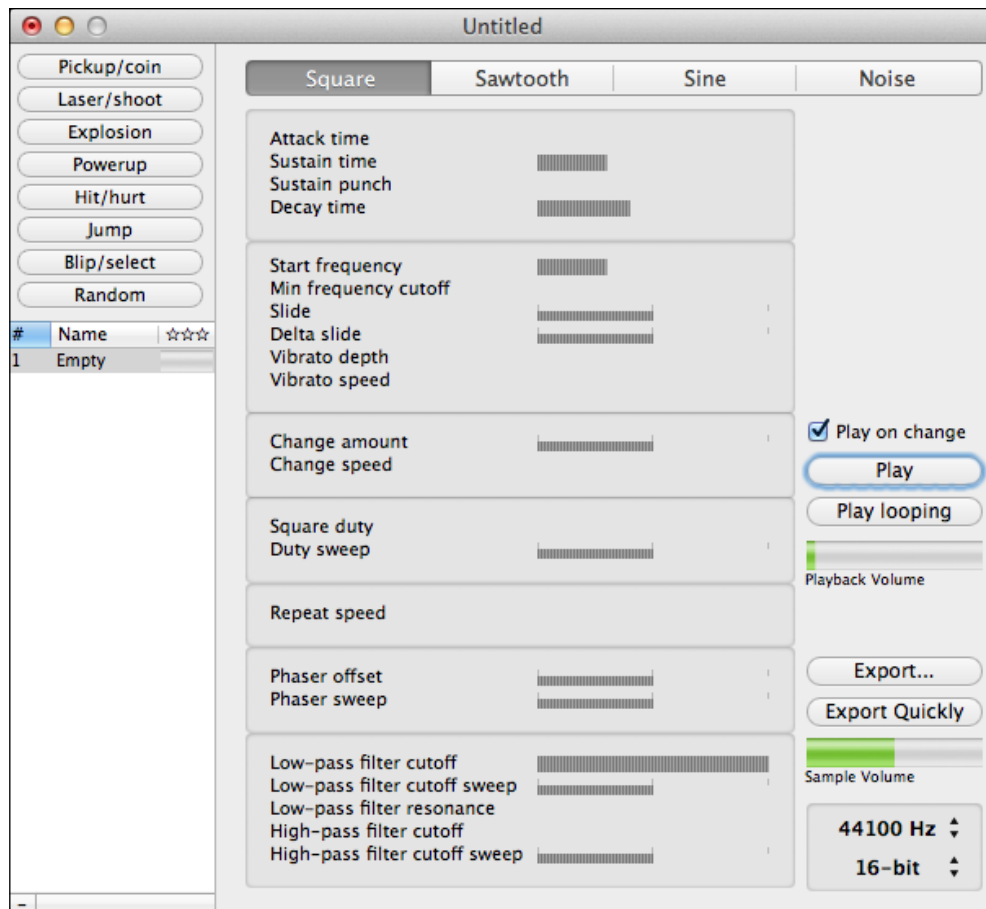 Untitled
Pickup/coin
Laser/shoot
Explosion
Powerup
Hit/hurt
Jump
Blip/select
Random
# Name ☆☆☆
1 Empty
Square Sawtooth Sine Noise
Attack time
Sustain time
Sustain punch
Decay time
Start frequency
Min frequency cutoff
Slide
Delta slide
Vibrato depth
Vibrato speed
Change amount
Change speed
Square duty
Duty sweep
Repeat speed
Phaser offset
Phaser sweep
Low-pass filter cutoff
Low-pass filter cutoff sweep
Low-pass filter resonance
High-pass filter cutoff
High-pass filter cutoff sweep
Play on change
Play
Play looping
Playback Volume
Export...
Export Quickly
Sample Volume
44100 Hz
16-bit